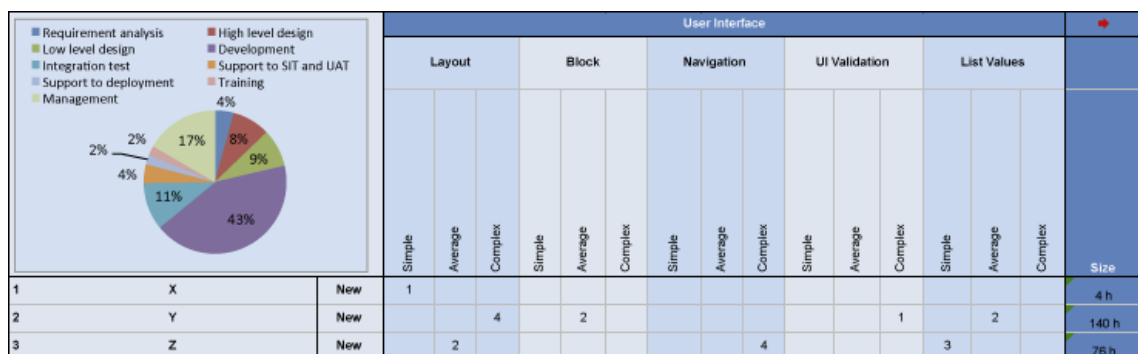 Requirement analysis High level design
Low level design Development
Integration test Support to SIT and UAT
Support to deployment Training
Management
4%
8%
9%
43%
11%
4%
2%
2%
17%
User Interface
Layout Block Navigation UI Validation List Values
Simple Average Complex Simple Average Complex Simple Average Complex Simple Average Complex Simple Average Complex Size
1 X New 1 4 h
2 Y New 4 2 1 2 140 h
3 Z New 2 4 3 76 h